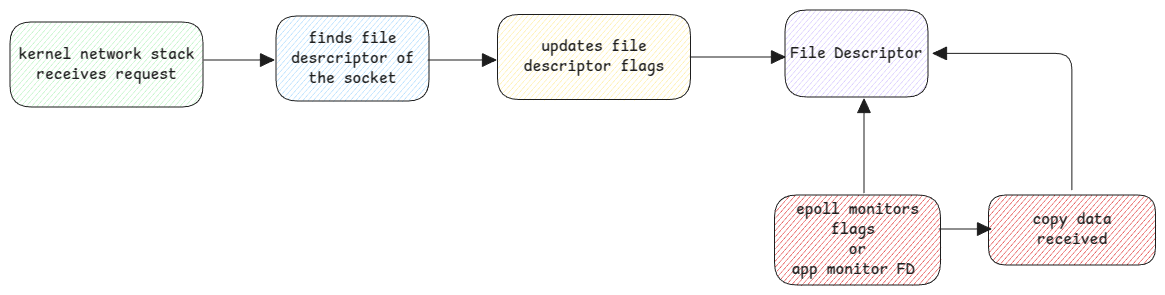 kernel network stack
receives request
finds file
desrcriptor of
the socket
updates file
descriptor flags
File Descriptor
epoll monitors
flags
or
app monitor FD
copy data
received